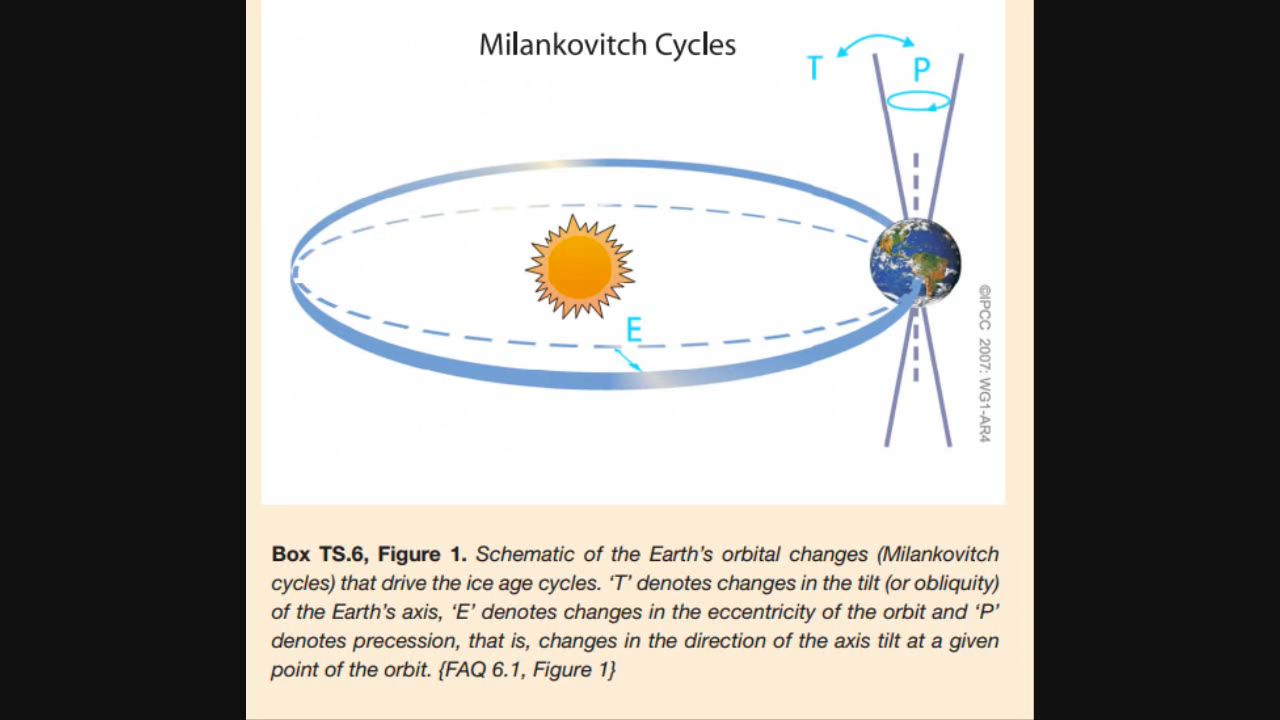 Milankovitch Cycles
T
P
E
©IPCC 2007: WG1-AR4
Box TS.6, Figure 1. Schematic of the Earth's orbital changes (Milankovitch
cycles) that drive the ice age cycles. ‘T’ denotes changes in the tilt (or obliquity)
of the Earth's axis, ‘E’ denotes changes in the eccentricity of the orbit and ‘P’
denotes precession, that is, changes in the direction of the axis tilt at a given
point of the orbit. {FAQ 6.1, Figure 1}